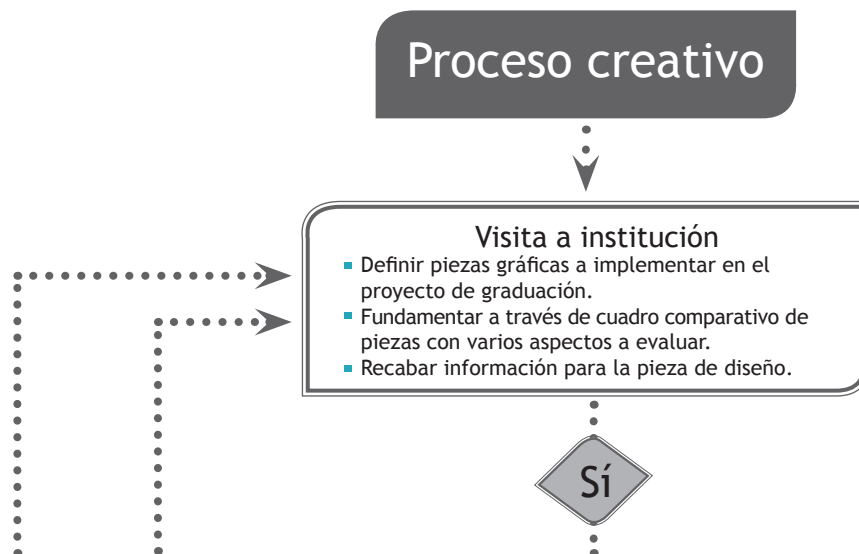 Proceso creativo
Visita a institución
Definir piezas gráficas a implementar en el
proyecto de graduación.
Fundamentar a través de cuadro comparativo de
piezas con varios aspectos a evaluar.
Recabar información para la pieza de diseño.
Sí